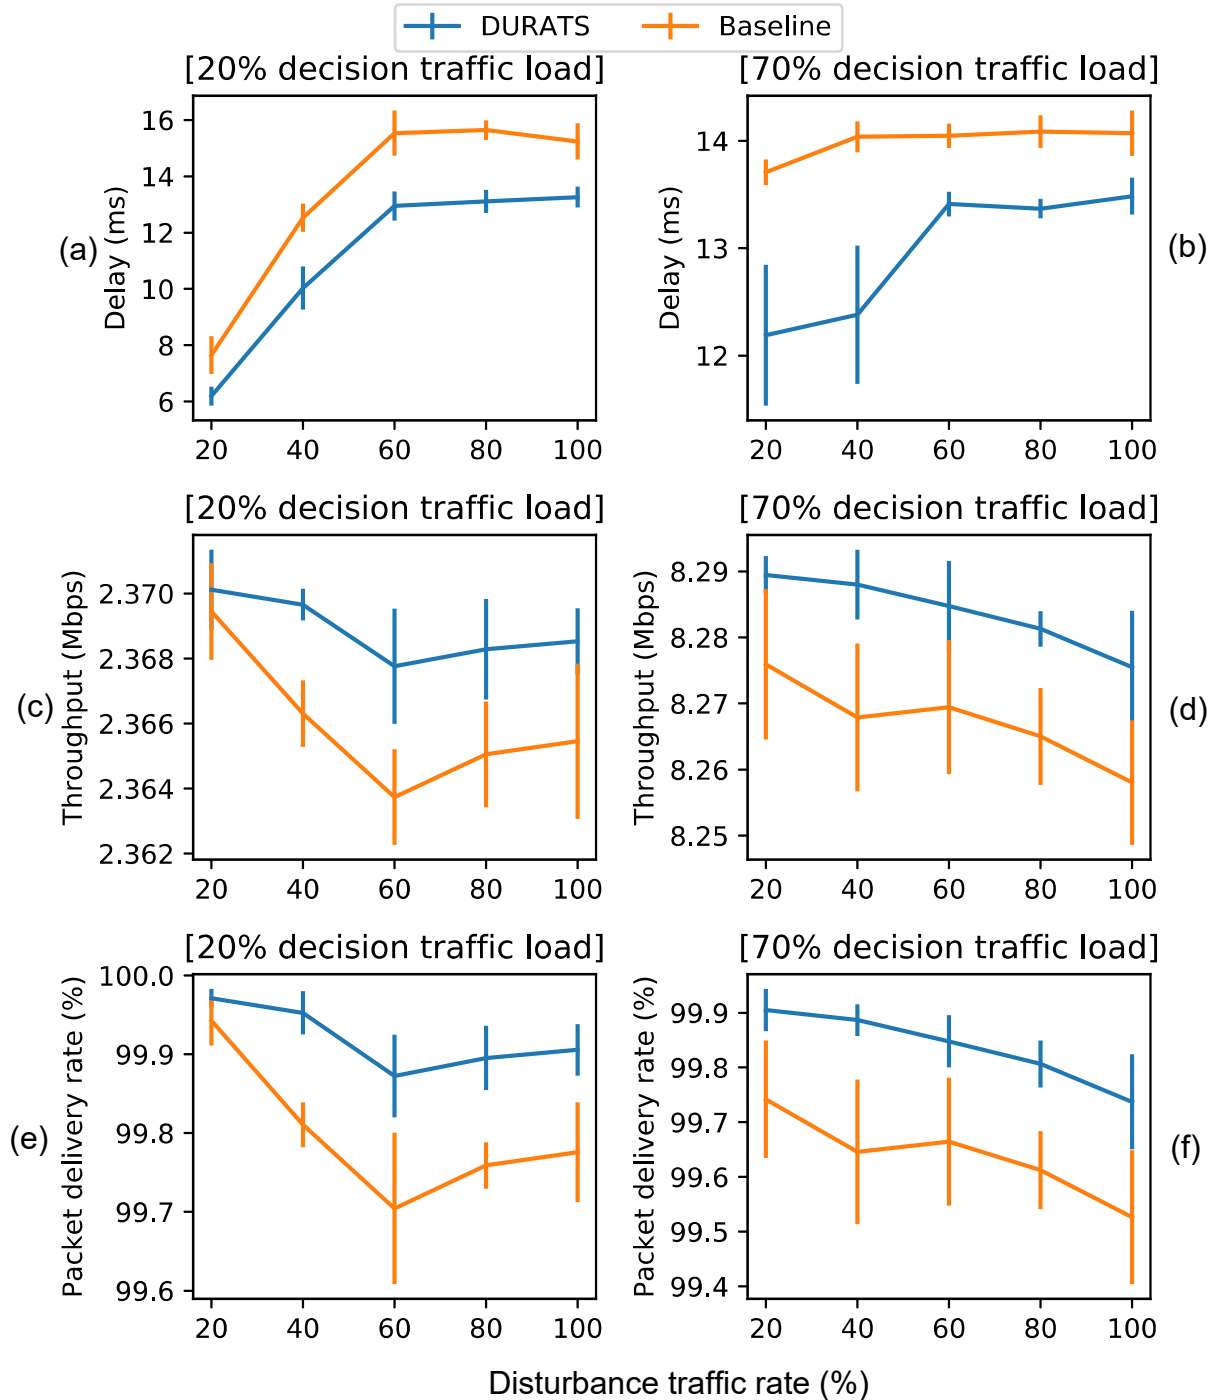 DURATS Baseline
[20% decision traffic load]
16
14
12
10
8
6
Delay (ms)
(a)
20 40 60 80 100
[70% decision traffic load]
14
13
12
Delay (ms)
(b)
20 40 60 80 100
[20% decision traffic load]
2.370
2.368
2.366
2.364
2.362
Throughput (Mbps)
(c)
20 40 60 80 100
[70% decision traffic load]
8.29
8.28
8.27
8.26
8.25
Throughput (Mbps)
(d)
20 40 60 80 100
[20% decision traffic load]
100.0
99.9
99.8
99.7
99.6
Packet delivery rate (%)
(e)
20 40 60 80 100
[70% decision traffic load]
99.9
99.8
99.7
99.6
99.5
99.4
Packet delivery rate (%)
(f)
20 40 60 80 100
Disturbance traffic rate (%)